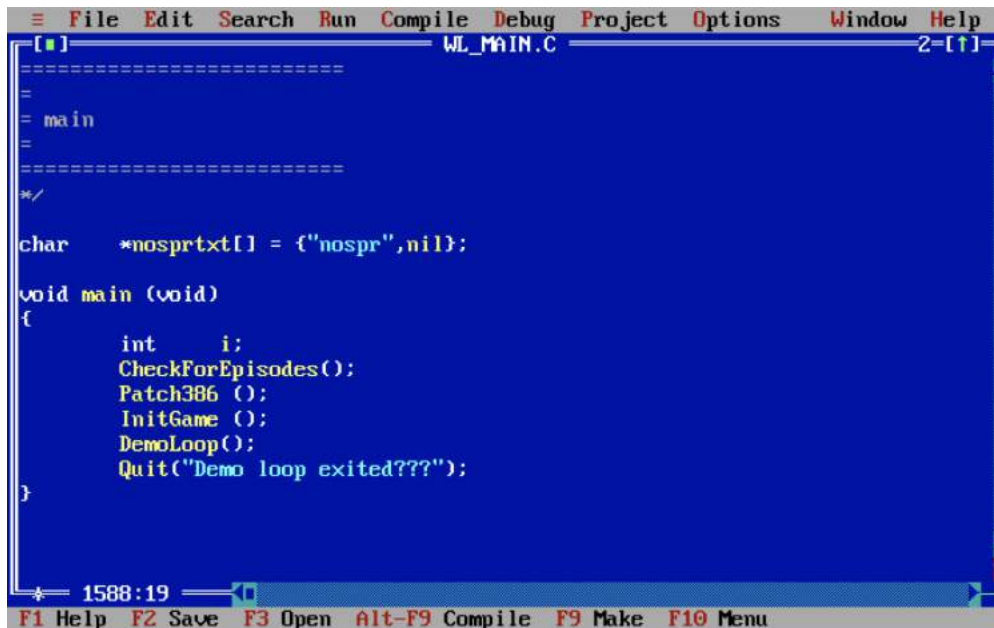 ≡ File Edit Search Run Compile Debug Project Options Window Help
[■] WL_MAIN.C 2=[↑]
==========================
=
= main
=
==========================
*/
char *nosprtxt[] = {"nospr",nil};
void main (void)
{
int i;
CheckForEpisodes();
Patch386 ();
InitGame ();
DemoLoop();
Quit("Demo loop exited???");
}
1588:19
F1 Help F2 Save F3 Open Alt-F9 Compile F9 Make F10 Menu